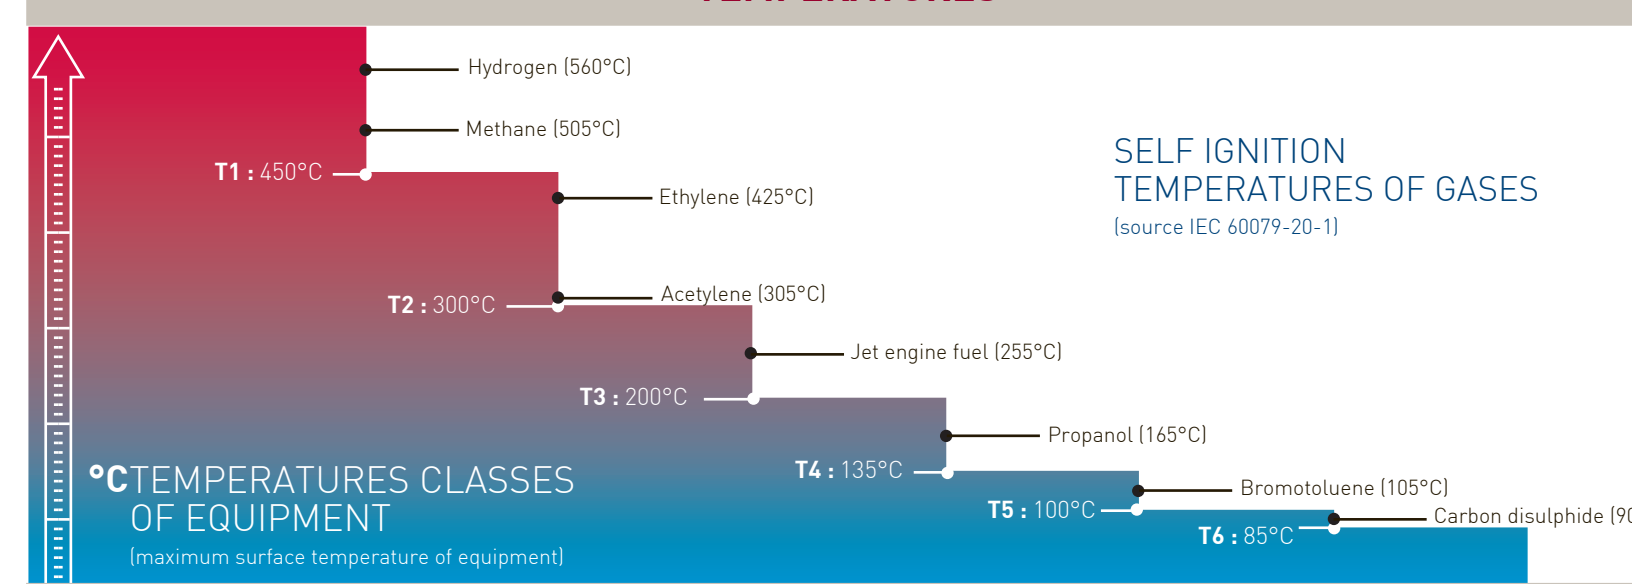 Hydrogen (560°C)
Methane (505°C)
SELF IGNITION
TEMPERATURES OF GASES
(source IEC 60079-20-1)
T1 : 450°C
Ethylene (425°C)
Acetylene (305°C)
T2 : 300°C
Jet engine fuel (255°C)
T3 : 200°C
Propanol (165°C)
T4 : 135°C
°C TEMPERATURES CLASSES
OF EQUIPMENT
(maximum surface temperature of equipment)
Bromotoluene (105°C)
T5 : 100°C
Carbon disulphide (90
T6 : 85°C